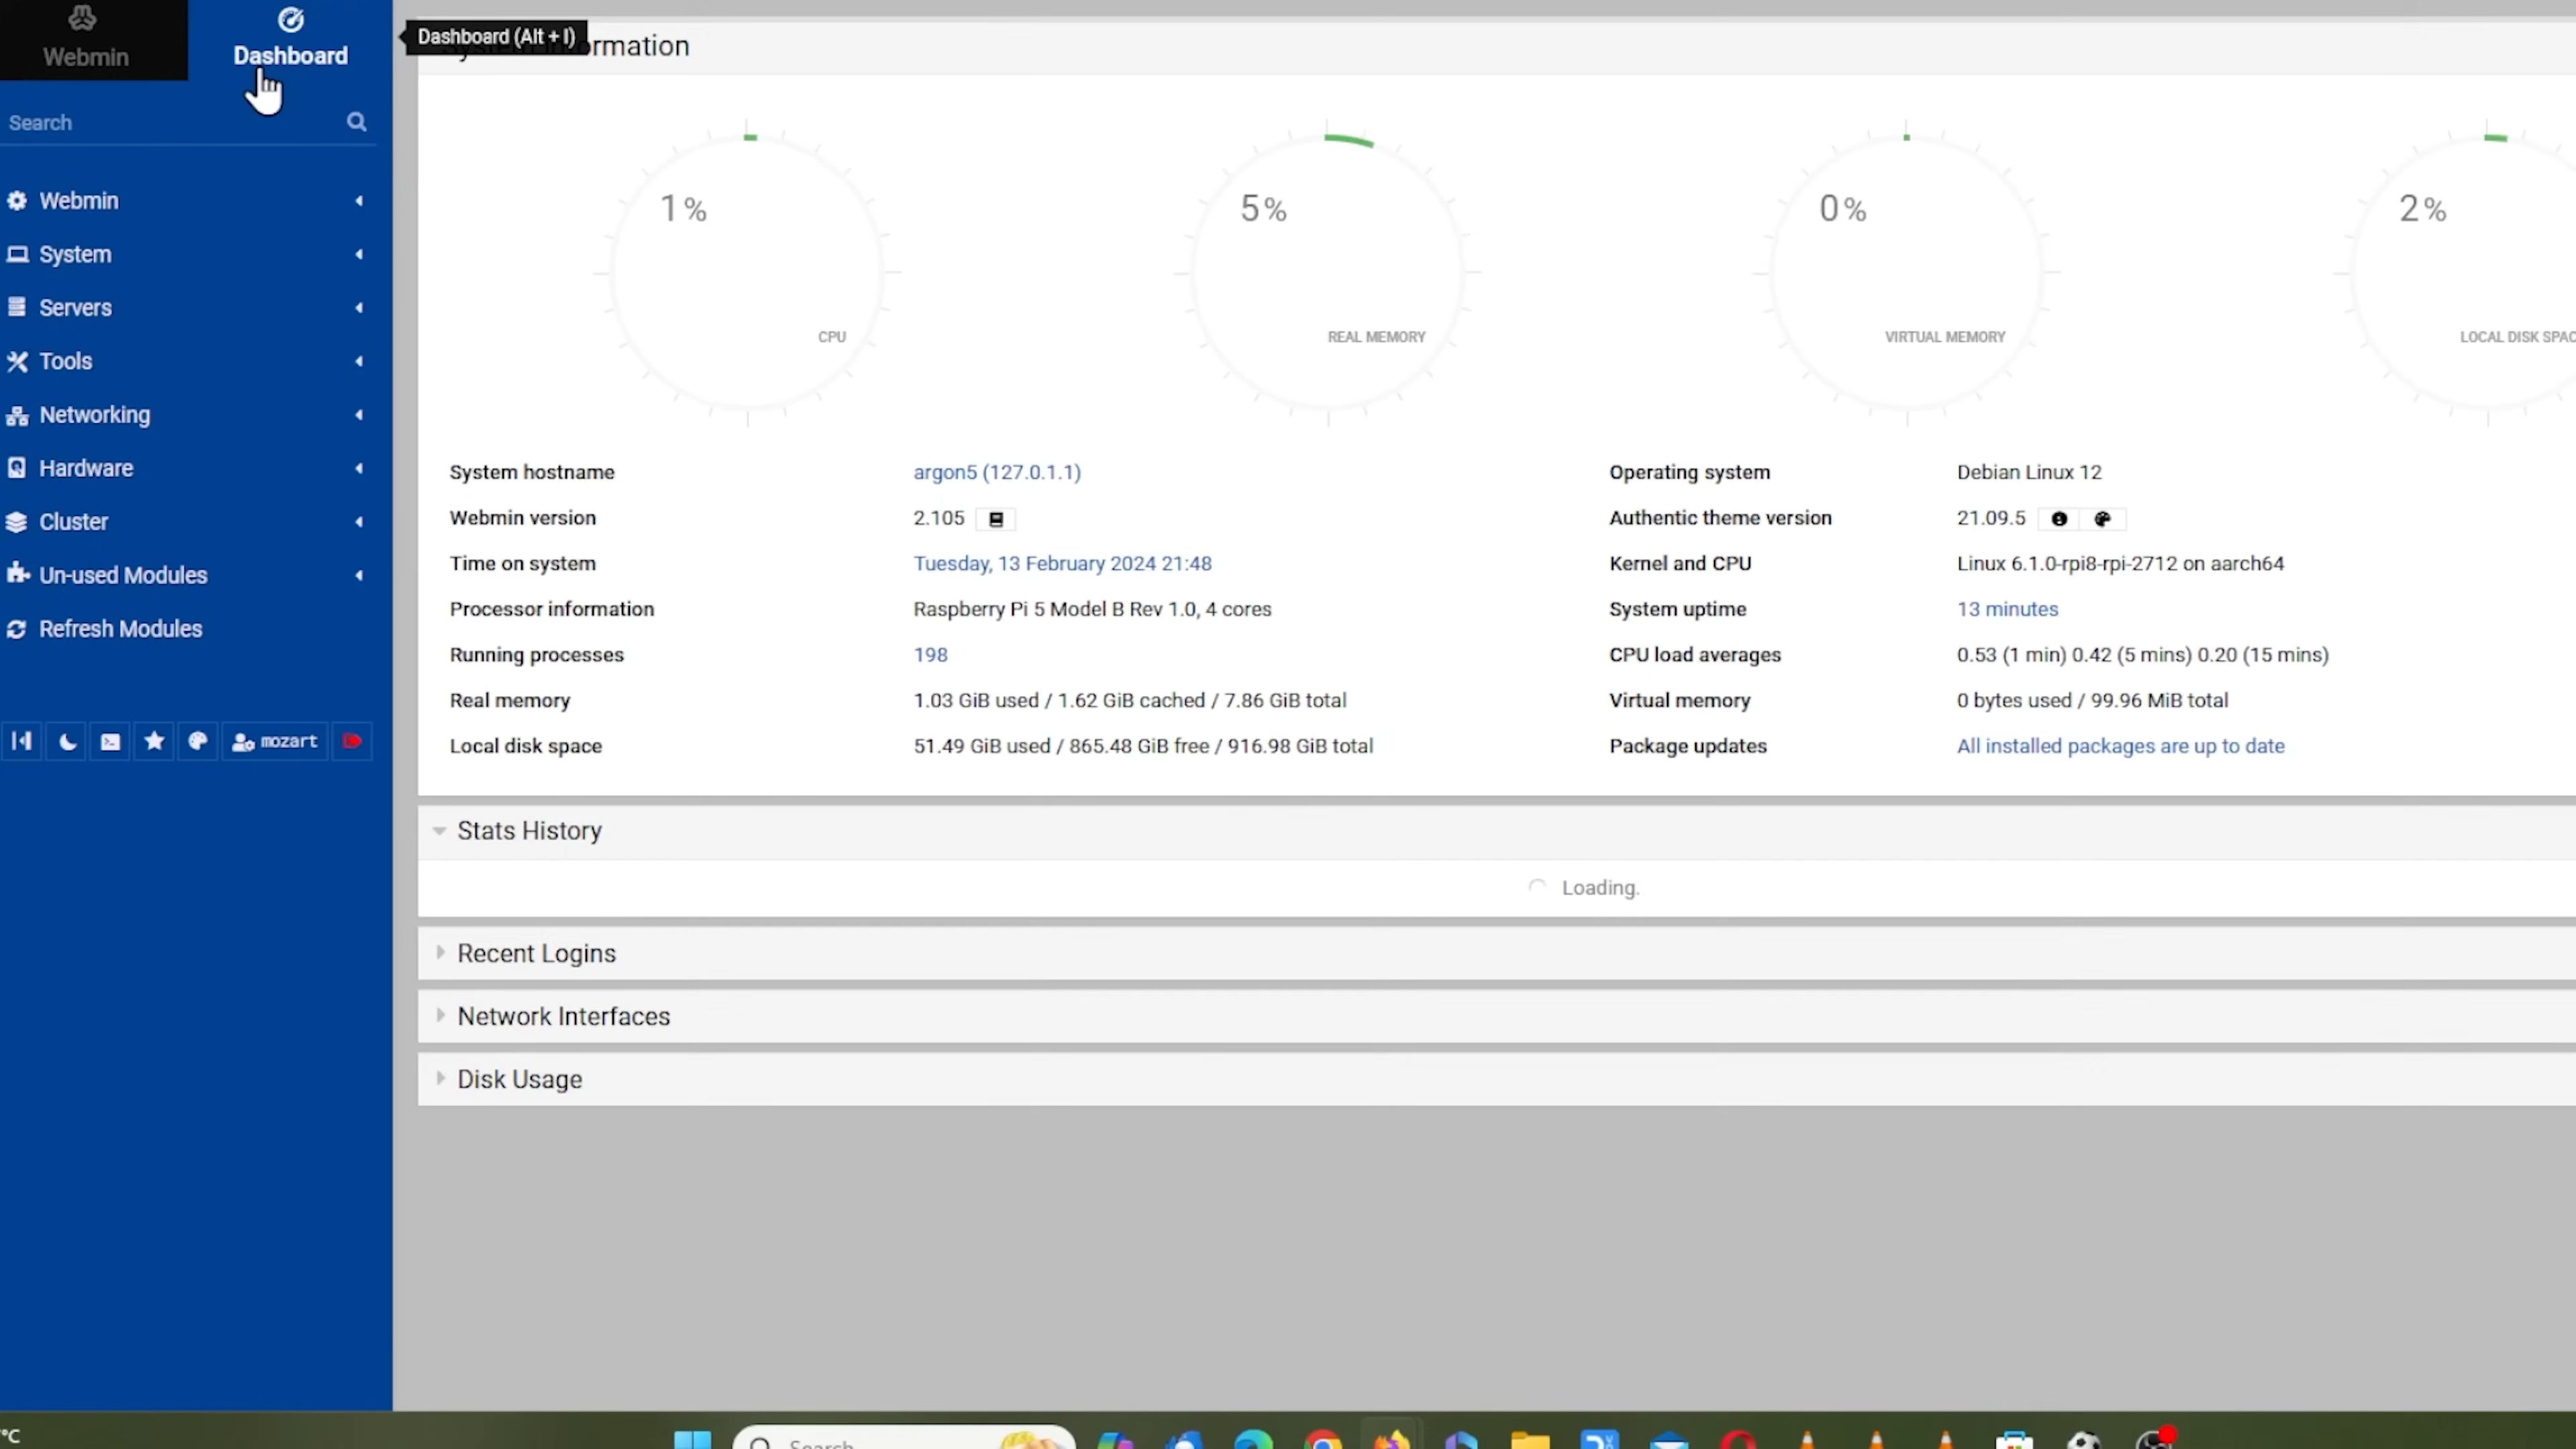 Webmin
Dashboard
Dashboard (Alt + I)
rmation
Search
Webmin
System
Servers
Tools
Networking
Hardware
Cluster
Un-used Modules
Refresh Modules
mozart
1%
CPU
5%
REAL MEMORY
0%
VIRTUAL MEMORY
2%
LOCAL DISK SPAC
System hostname argon5 (127.0.1.1) Operating system Debian Linux 12
Webmin version 2.105 Authentic theme version 21.09.5
Time on system Tuesday, 13 February 2024 21:48 Kernel and CPU Linux 6.1.0-rpi8-rpi-2712 on aarch64
Processor information Raspberry Pi 5 Model B Rev 1.0, 4 cores System uptime 13 minutes
Running processes 198 CPU load averages 0.53 (1 min) 0.42 (5 mins) 0.20 (15 mins)
Real memory 1.03 GiB used / 1.62 GiB cached / 7.86 GiB total Virtual memory 0 bytes used / 99.96 MiB total
Local disk space 51.49 GiB used / 865.48 GiB free / 916.98 GiB total Package updates All installed packages are up to date
Stats History
Loading.
Recent Logins
Network Interfaces
Disk Usage
°C
Search